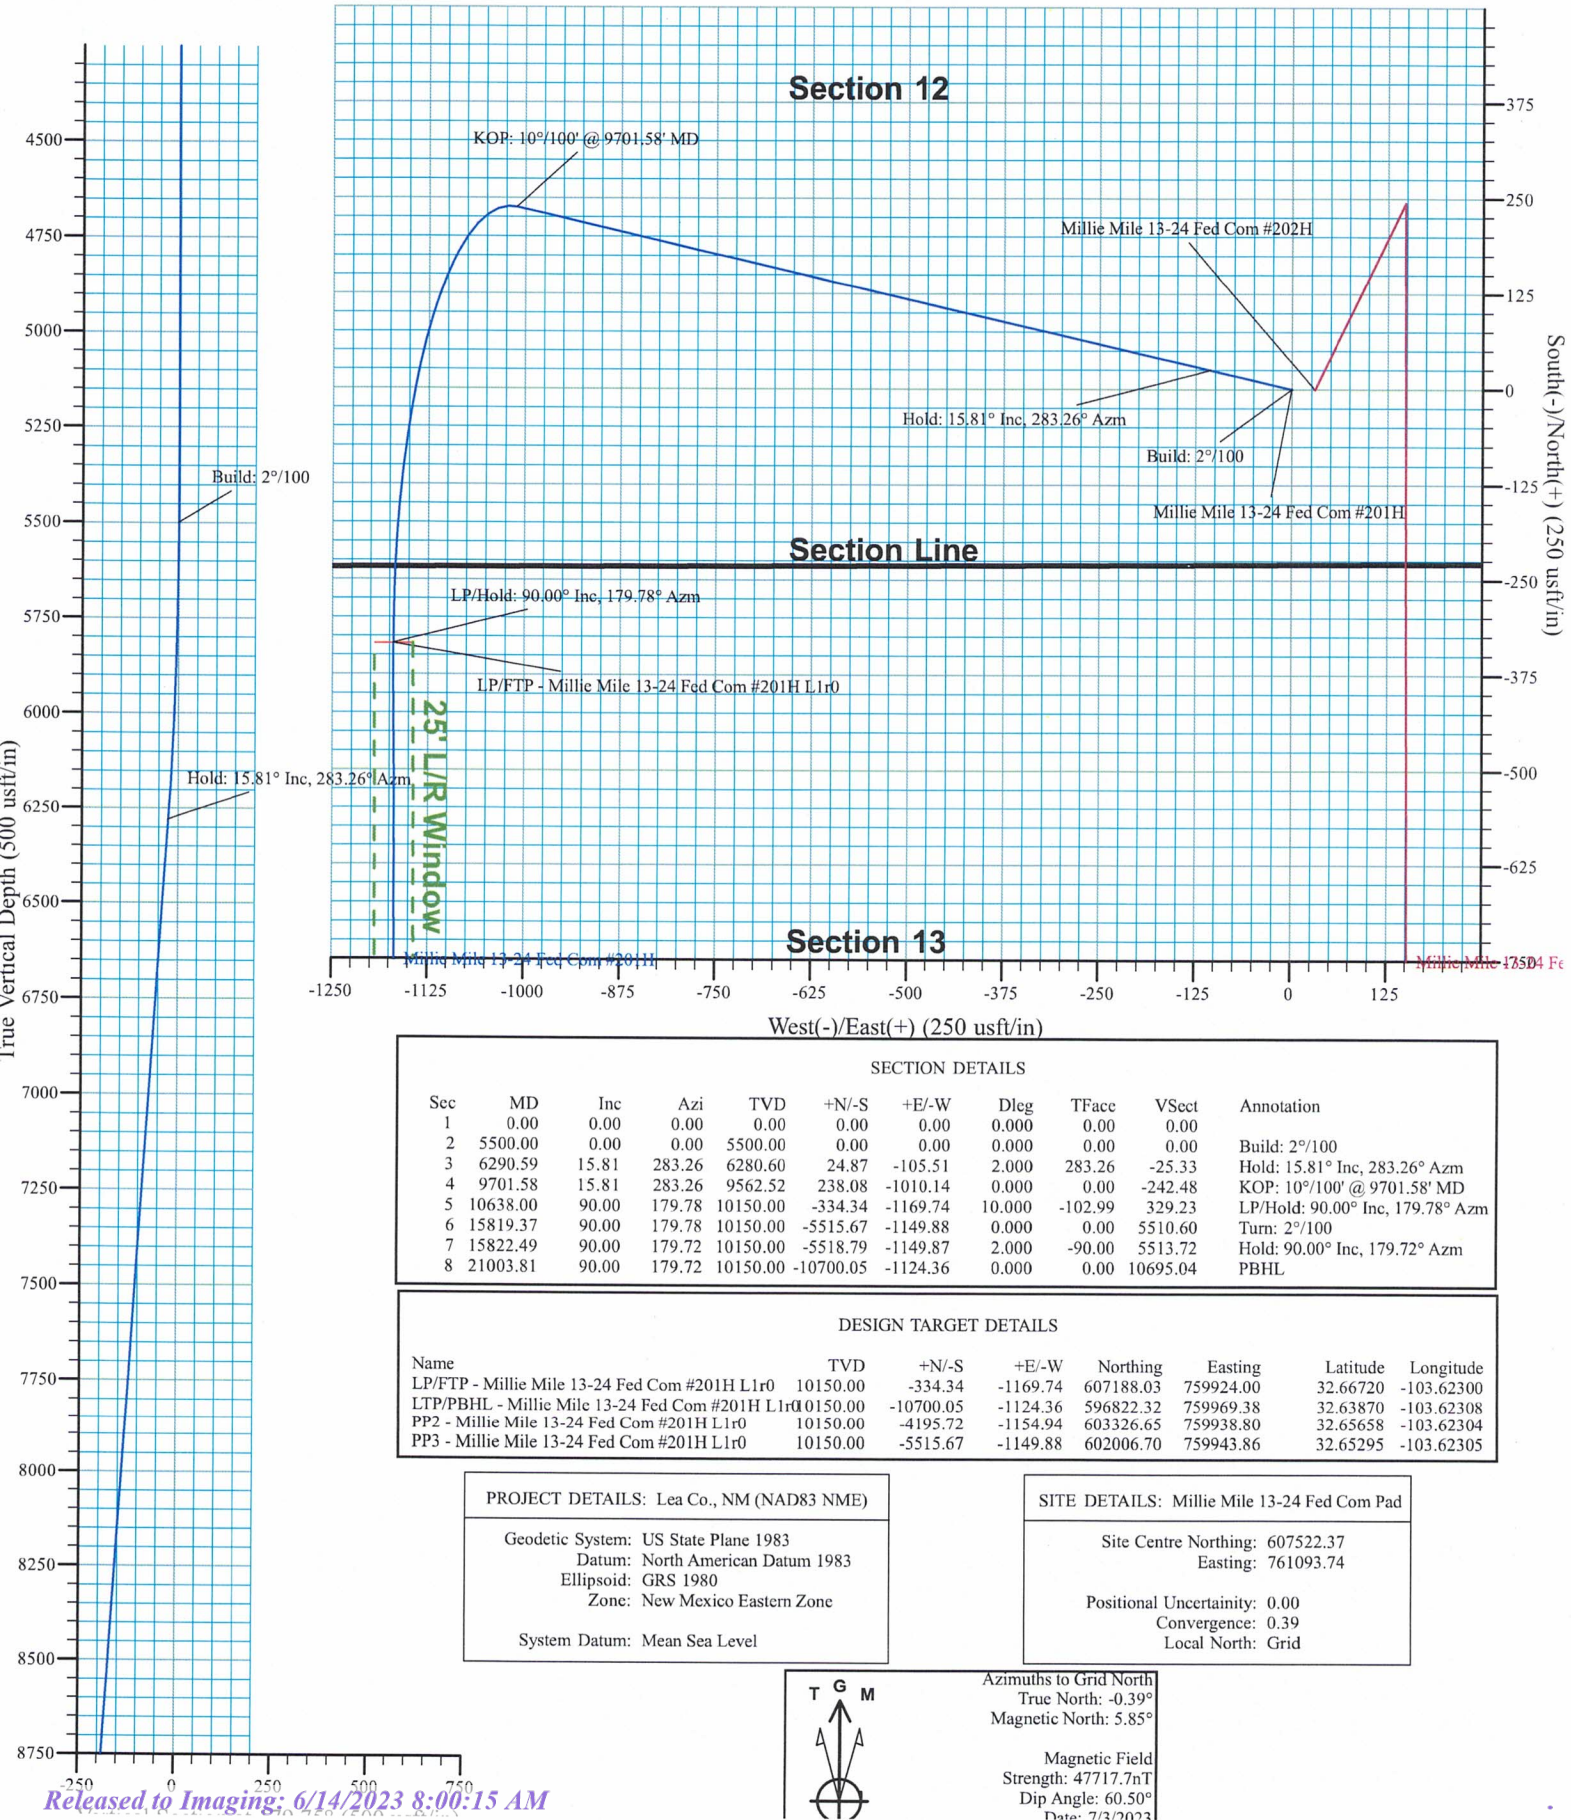 Section 12
375
4500
KOP: 10°/100' @ 9701.58' MD
250
Millie Mile 13-24 Fed Com #202H
4750
125
5000
0
Hold: 15.81° Inc, 283.26° Azm
5250
Build: 2°/100
Build: 2°/100
-125
5500
Millie Mile 13-24 Fed Com #201H
South(-)/North(+) (250 usft/in)
Section Line
-250
LP/Hold: 90.00° Inc, 179.78° Azm
5750
-375
LP/FTP - Millie Mile 13-24 Fed Com #201H L1r0
6000
25' L/R Window
-500
Hold: 15.81° Inc, 283.26° Azm
6250
-625
6500
True Vertical Depth (500 usft/in)
Section 13
Millie Mile 13-24 Fed Com #201H
Millie Mile 13-24 Fe
-750
6750
-1250 -1125 -1000 -875 -750 -625 -500 -375 -250 -125 0 125
West(-)/East(+) (250 usft/in)
7000
7250
7500
7750
8000
8250
8500
8750
-250 0 250 500 750
SECTION DETAILS
Sec MD Inc Azi TVD +N/-S +E/-W Dleg TFace VSect Annotation
1 0.00 0.00 0.00 0.00 0.00 0.00 0.000 0.00 0.00
2 5500.00 0.00 0.00 5500.00 0.00 0.00 0.000 0.00 0.00 Build: 2°/100
3 6290.59 15.81 283.26 6280.60 24.87 -105.51 2.000 283.26 -25.33 Hold: 15.81° Inc, 283.26° Azm
4 9701.58 15.81 283.26 9562.52 238.08 -1010.14 0.000 0.00 -242.48 KOP: 10°/100' @ 9701.58' MD
5 10638.00 90.00 179.78 10150.00 -334.34 -1169.74 10.000 -102.99 329.23 LP/Hold: 90.00° Inc, 179.78° Azm
6 15819.37 90.00 179.78 10150.00 -5515.67 -1149.88 0.000 0.00 5510.60 Turn: 2°/100
7 15822.49 90.00 179.72 10150.00 -5518.79 -1149.87 2.000 -90.00 5513.72 Hold: 90.00° Inc, 179.72° Azm
8 21003.81 90.00 179.72 10150.00 -10700.05 -1124.36 0.000 0.00 10695.04 PBHL
DESIGN TARGET DETAILS
Name TVD +N/-S +E/-W Northing Easting Latitude Longitude
LP/FTP - Millie Mile 13-24 Fed Com #201H L1r0 10150.00 -334.34 -1169.74 607188.03 759924.00 32.66720 -103.62300
LTP/PBHL - Millie Mile 13-24 Fed Com #201H L1r0 10150.00 -10700.05 -1124.36 596822.32 759969.38 32.63870 -103.62308
PP2 - Millie Mile 13-24 Fed Com #201H L1r0 10150.00 -4195.72 -1154.94 603326.65 759938.80 32.65658 -103.62304
PP3 - Millie Mile 13-24 Fed Com #201H L1r0 10150.00 -5515.67 -1149.88 602006.70 759943.86 32.65295 -103.62305
PROJECT DETAILS: Lea Co., NM (NAD83 NME)
Geodetic System: US State Plane 1983
Datum: North American Datum 1983
Ellipsoid: GRS 1980
Zone: New Mexico Eastern Zone
System Datum: Mean Sea Level
SITE DETAILS: Millie Mile 13-24 Fed Com Pad
Site Centre Northing: 607522.37
Easting: 761093.74
Positional Uncertainity: 0.00
Convergence: 0.39
Local North: Grid
T G M
Azimuths to Grid North
True North: -0.39°
Magnetic North: 5.85°
Magnetic Field
Strength: 47717.7nT
Dip Angle: 60.50°
Date: 7/3/2023
Released to Imaging: 6/14/2023 8:00:15 AM